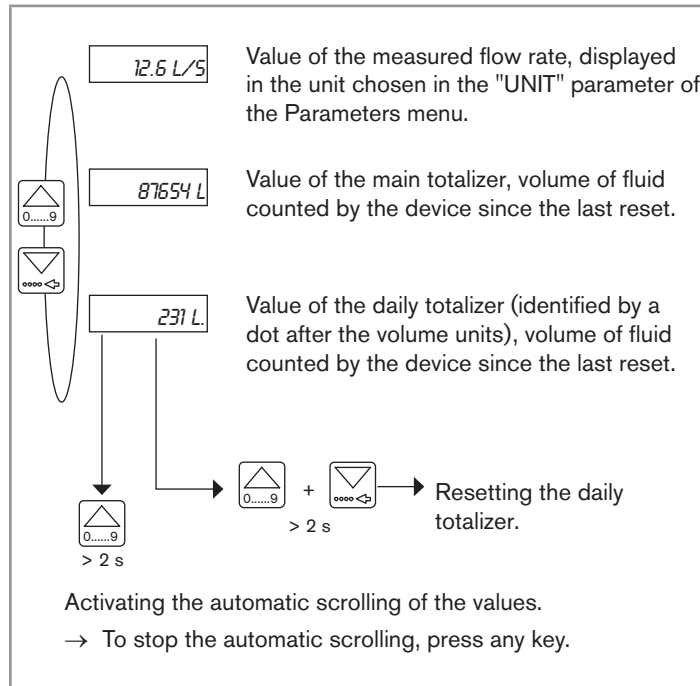 12.6 L/S
Value of the measured flow rate, displayed
in the unit chosen in the "UNIT" parameter of
the Parameters menu.
87654 L
Value of the main totalizer, volume of fluid
counted by the device since the last reset.
0......9
231 L.
Value of the daily totalizer (identified by a
dot after the volume units), volume of fluid
counted by the device since the last reset.
0......9
+
> 2 s
Resetting the daily
totalizer.
0......9
> 2 s
Activating the automatic scrolling of the values.
→ To stop the automatic scrolling, press any key.